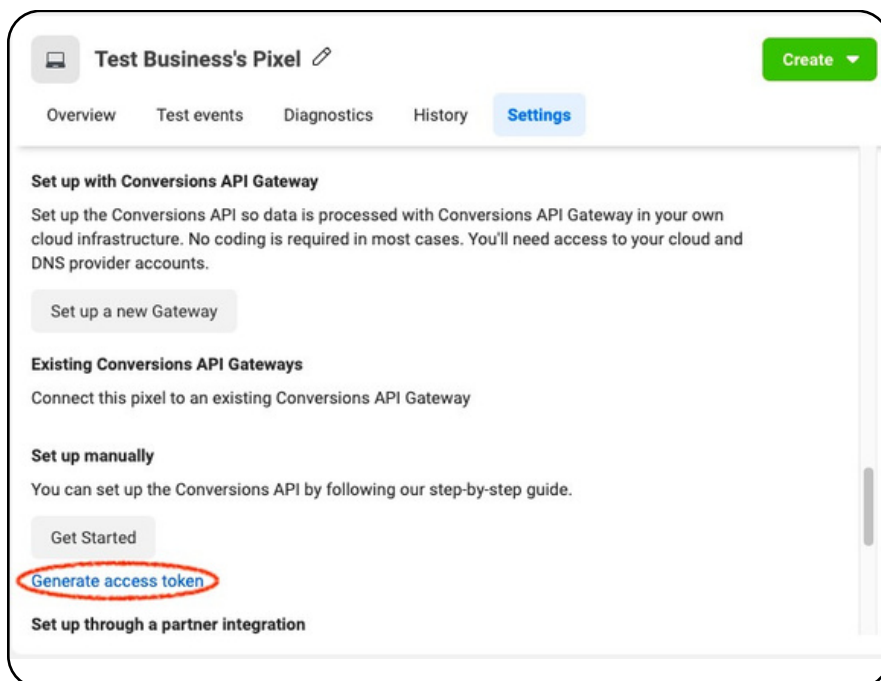 Test Business's Pixel
Create
Overview Test events Diagnostics History Settings
Set up with Conversions API Gateway
Set up the Conversions API so data is processed with Conversions API Gateway in your own
cloud infrastructure. No coding is required in most cases. You'll need access to your cloud and
DNS provider accounts.
Set up a new Gateway
Existing Conversions API Gateways
Connect this pixel to an existing Conversions API Gateway
Set up manually
You can set up the Conversions API by following our step-by-step guide.
Get Started
Generate access token
Set up through a partner integration